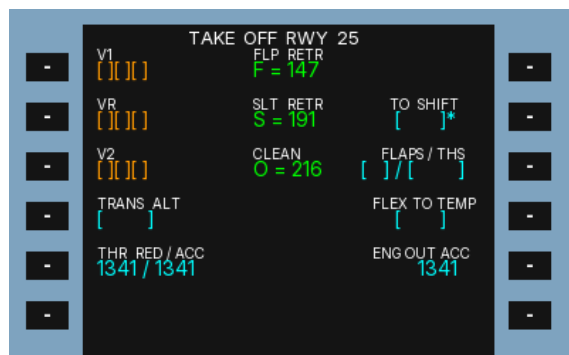 TAKE OFF RWY 25
V1 FLP RETR
[ ][ ][ ] F = 147
VR SLT RETR TO SHIFT
[ ][ ][ ] S = 191 [ ]*
V2 CLEAN FLAPS / THS
[ ][ ][ ] O = 216 [ ] / [ ]
TRANS ALT FLEX TO TEMP
[ ] [ ]
THR RED / ACC ENG OUT ACC
1341 / 1341 1341